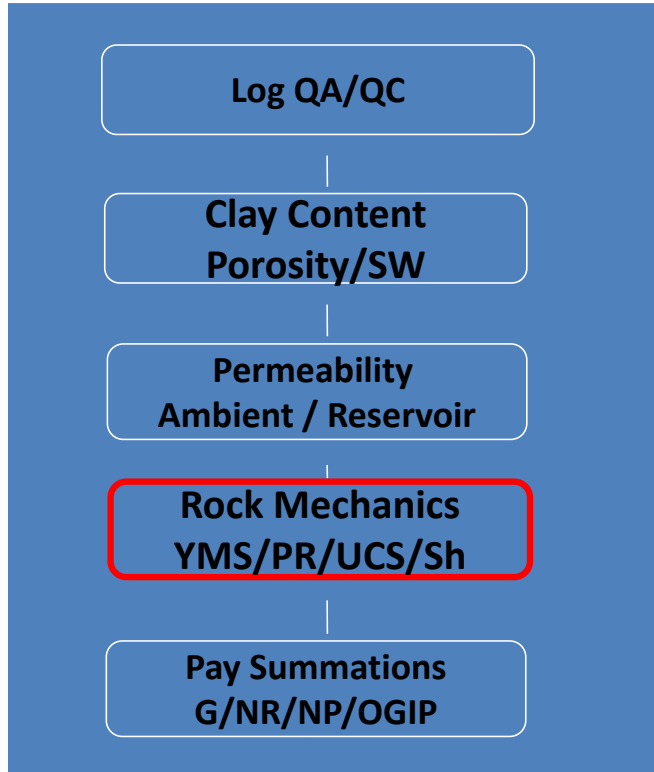 Log QA/QC
Clay Content
Porosity/SW
Permeability
Ambient / Reservoir
Rock Mechanics
YMS/PR/UCS/Sh
Pay Summations
G/NR/NP/OGIP